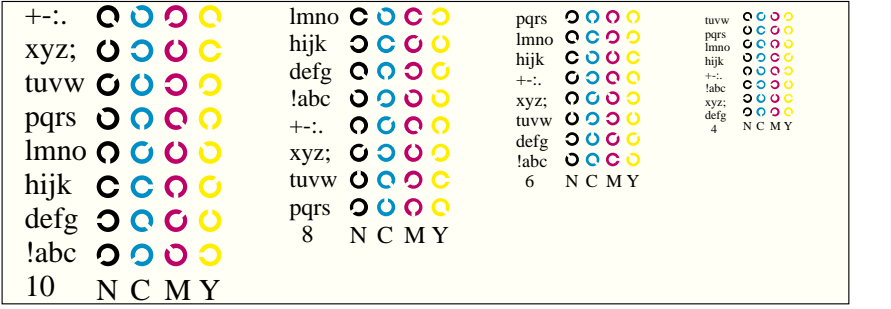 +-:.
xyz;
tuvw
pqrs
lmno
hijk
defg
!abc
10 N C M Y
lmno
hijk
defg
!abc
+-:.
xyz;
tuvw
pqrs
8 N C M Y
pqrs
lmno
hijk
+-:.
xyz;
tuvw
defg
!abc
6 N C M Y
tuvw
pqrs
lmno
hijk
+-:.
!abc
xyz;
defg
4 N C M Y